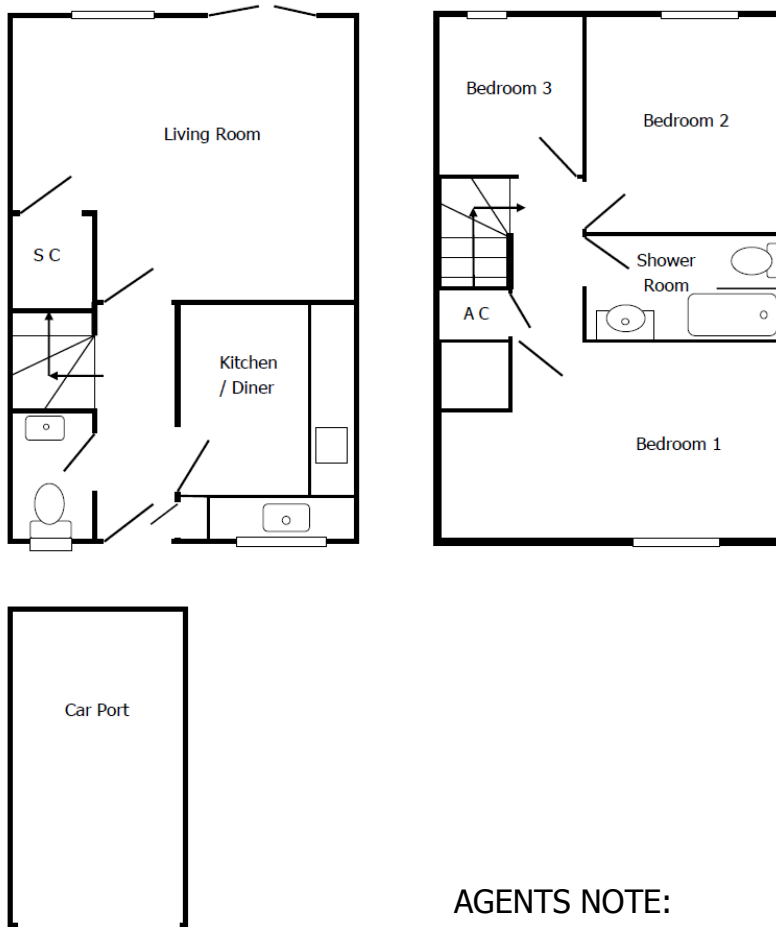 Living Room
S C
Kitchen
/ Diner
Bedroom 3
Bedroom 2
Shower
Room
A C
Bedroom 1
Car Port
AGENTS NOTE: